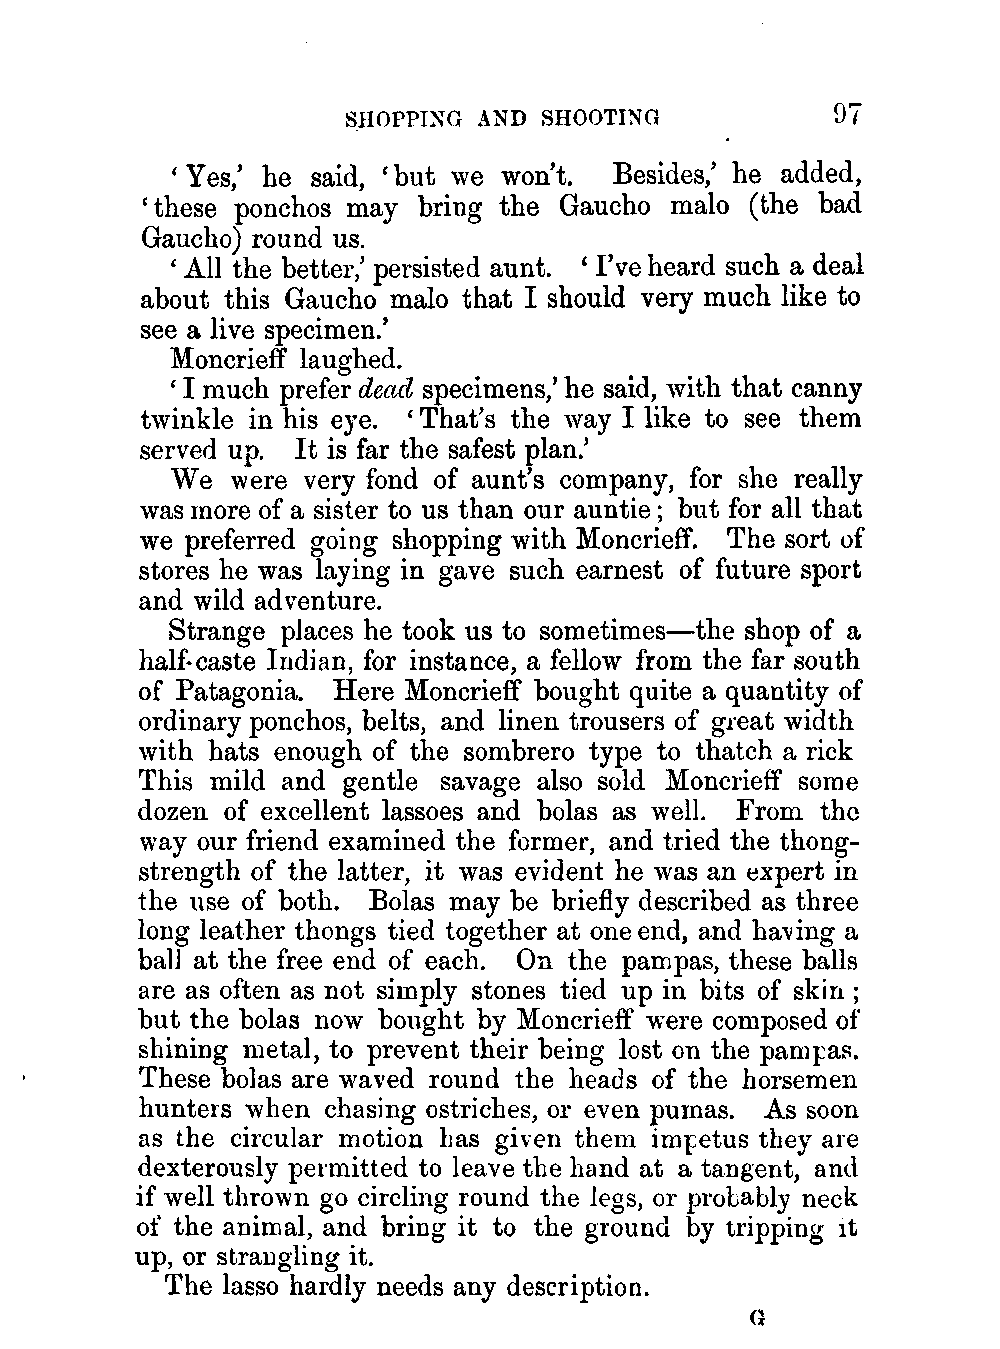 SHOPPING AND SHOOTING 97
‘Yes,’ he said, ‘but we won’t. Besides,’ he added,
‘these ponchos may bring the Gaucho malo (the bad
Gaucho) round us.
‘All the better,’ persisted aunt. ‘I’ve heard such a deal
about this Gaucho malo that I should very much like to
see a live specimen.’
Moncrieff laughed.
‘I much prefer dead specimens,’ he said, with that canny
twinkle in his eye. ‘That’s the way I like to see them
served up. It is far the safest plan.’
We were very fond of aunt’s company, for she really
was more of a sister to us than our auntie; but for all that
we preferred going shopping with Moncrieff. The sort of
stores he was laying in gave such earnest of future sport
and wild adventure.
Strange places he took us to sometimes—the shop of a
half-caste Indian, for instance, a fellow from the far south
of Patagonia. Here Moncrieff bought quite a quantity of
ordinary ponchos, belts, and linen trousers of great width
with hats enough of the sombrero type to thatch a rick
This mild and gentle savage also sold Moncrieff some
dozen of excellent lassoes and bolas as well. From the
way our friend examined the former, and tried the thong-
strength of the latter, it was evident he was an expert in
the use of both. Bolas may be briefly described as three
long leather thongs tied together at one end, and having a
ball at the free end of each. On the pampas, these balls
are as often as not simply stones tied up in bits of skin;
but the bolas now bought by Moncrieff were composed of
shining metal, to prevent their being lost on the pampas.
These bolas are waved round the heads of the horsemen
hunters when chasing ostriches, or even pumas. As soon
as the circular motion has given them impetus they are
dexterously permitted to leave the hand at a tangent, and
if well thrown go circling round the legs, or probably neck
of the animal, and bring it to the ground by tripping it
up, or strangling it.
The lasso hardly needs any description.
G